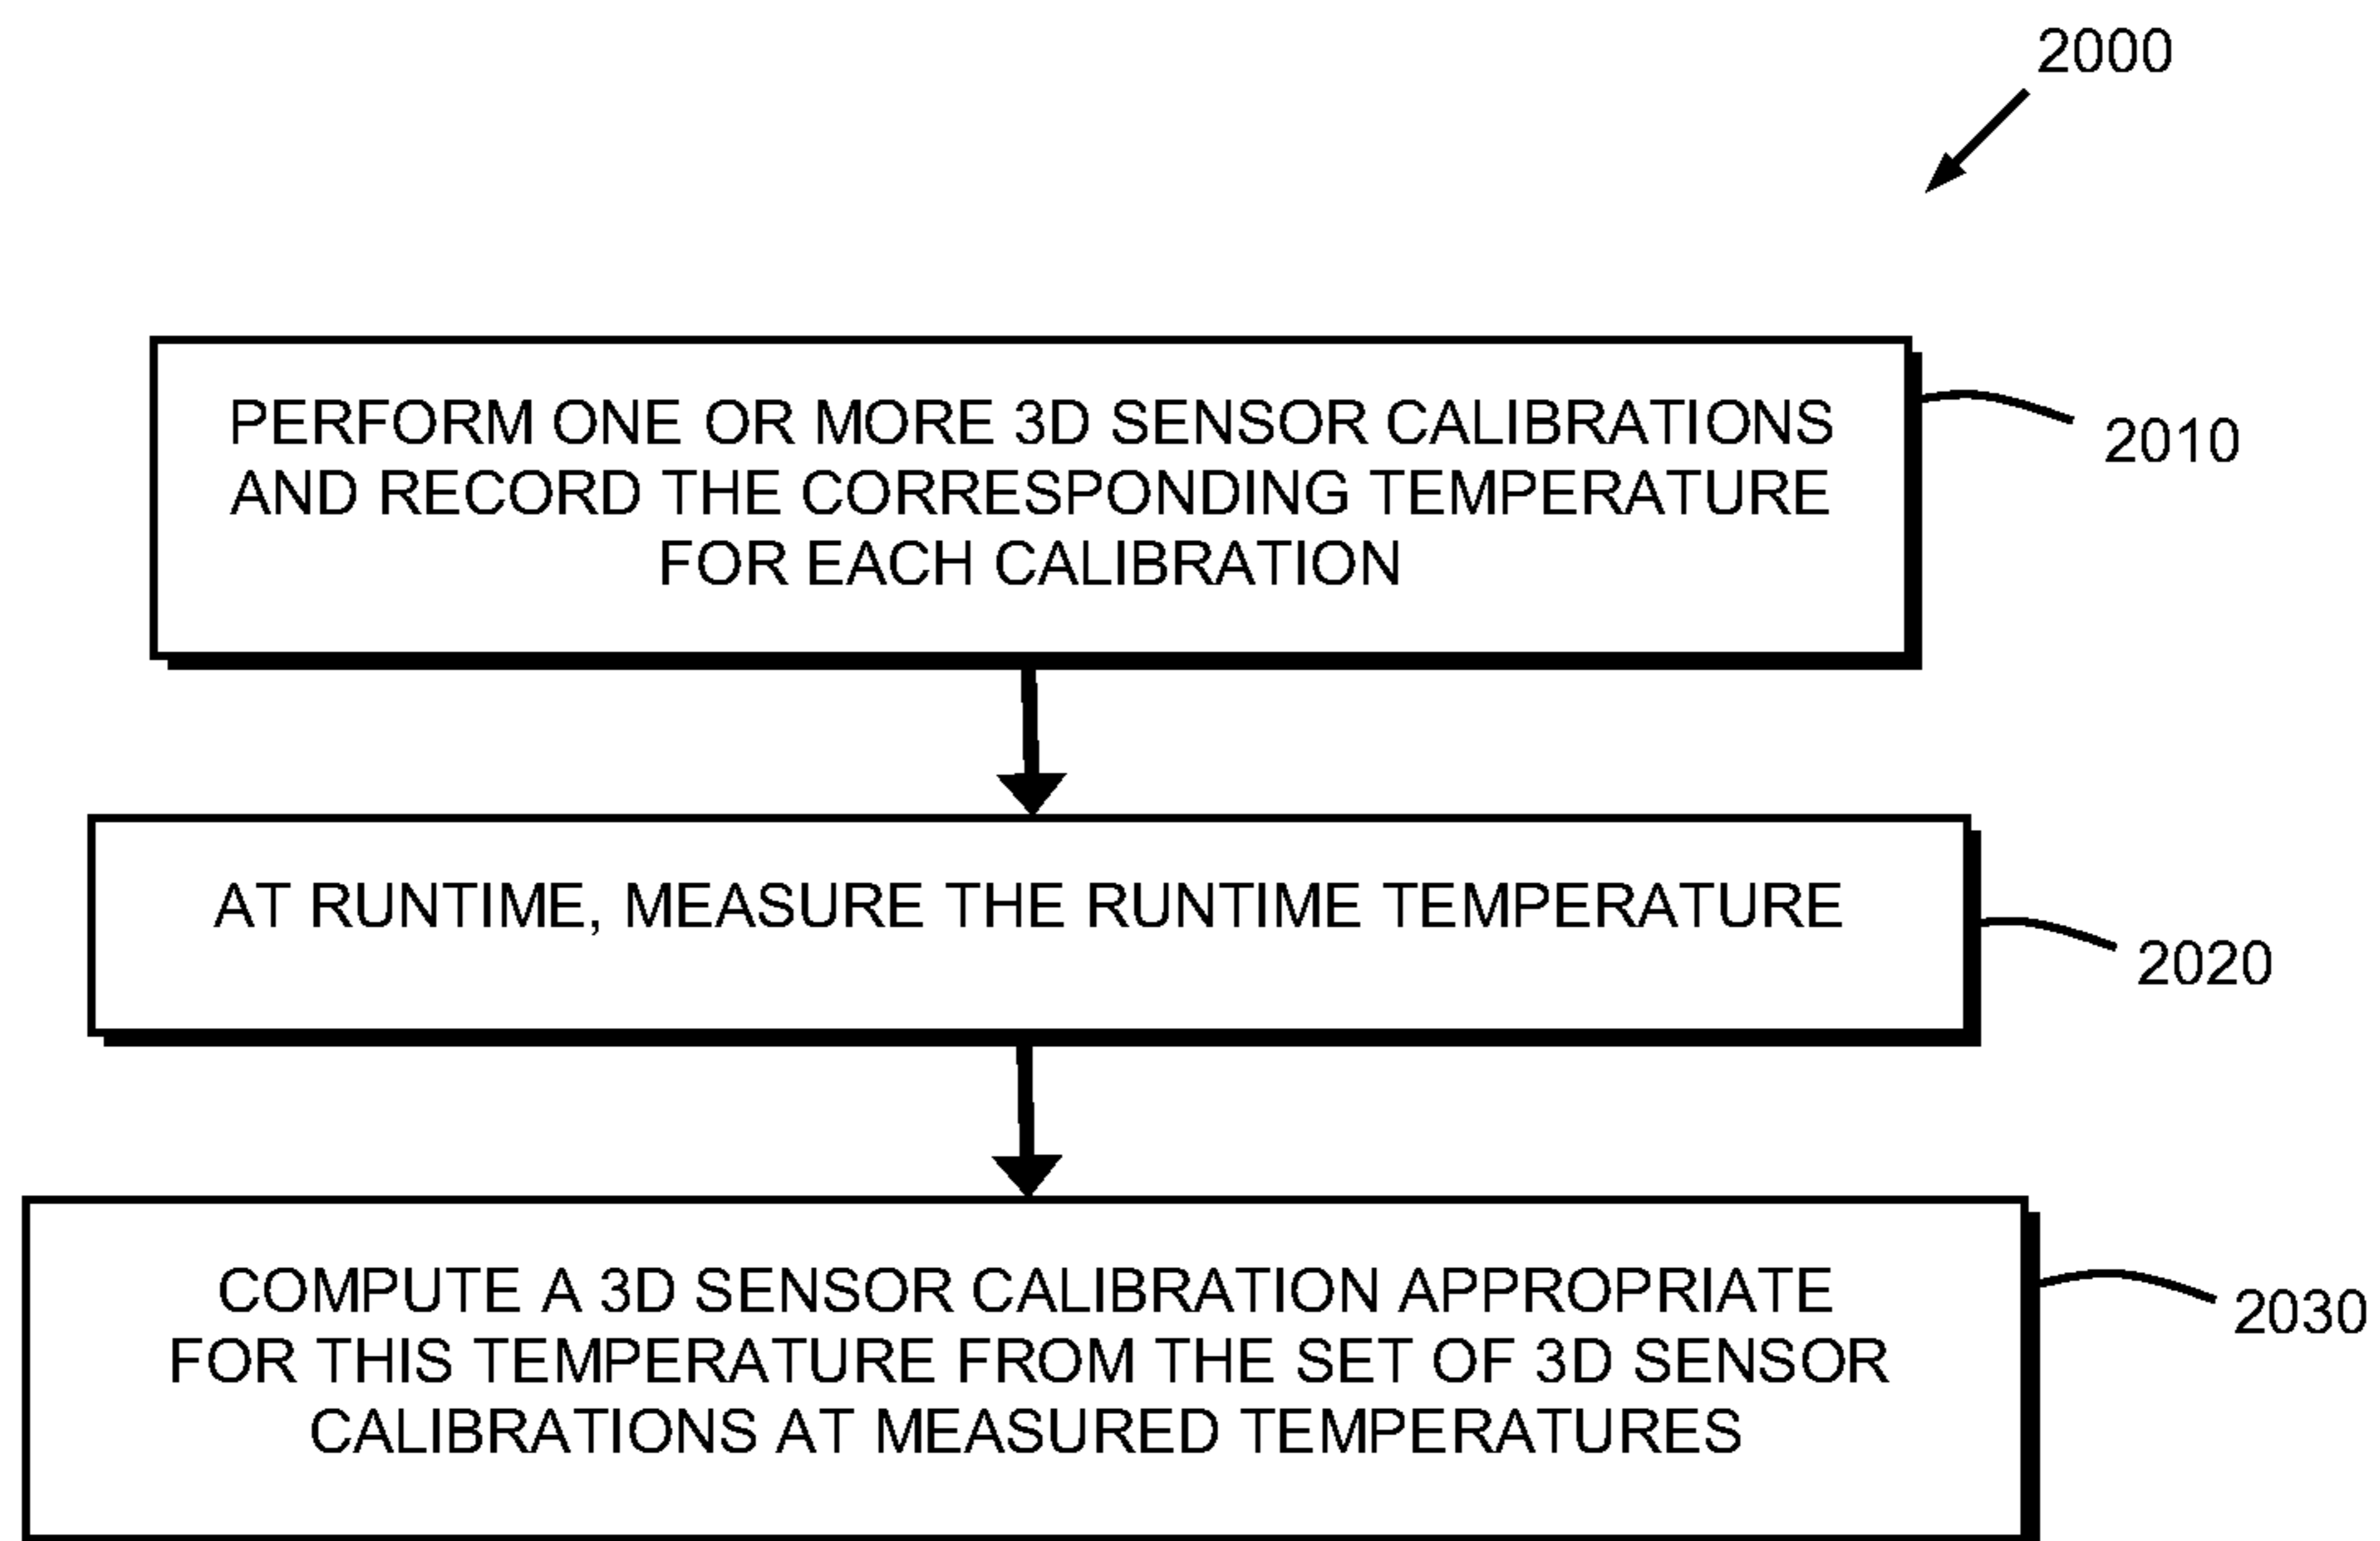 2000
PERFORM ONE OR MORE 3D SENSOR CALIBRATIONS
AND RECORD THE CORRESPONDING TEMPERATURE
FOR EACH CALIBRATION
2010
AT RUNTIME, MEASURE THE RUNTIME TEMPERATURE
2020
COMPUTE A 3D SENSOR CALIBRATION APPROPRIATE
FOR THIS TEMPERATURE FROM THE SET OF 3D SENSOR
CALIBRATIONS AT MEASURED TEMPERATURES
2030